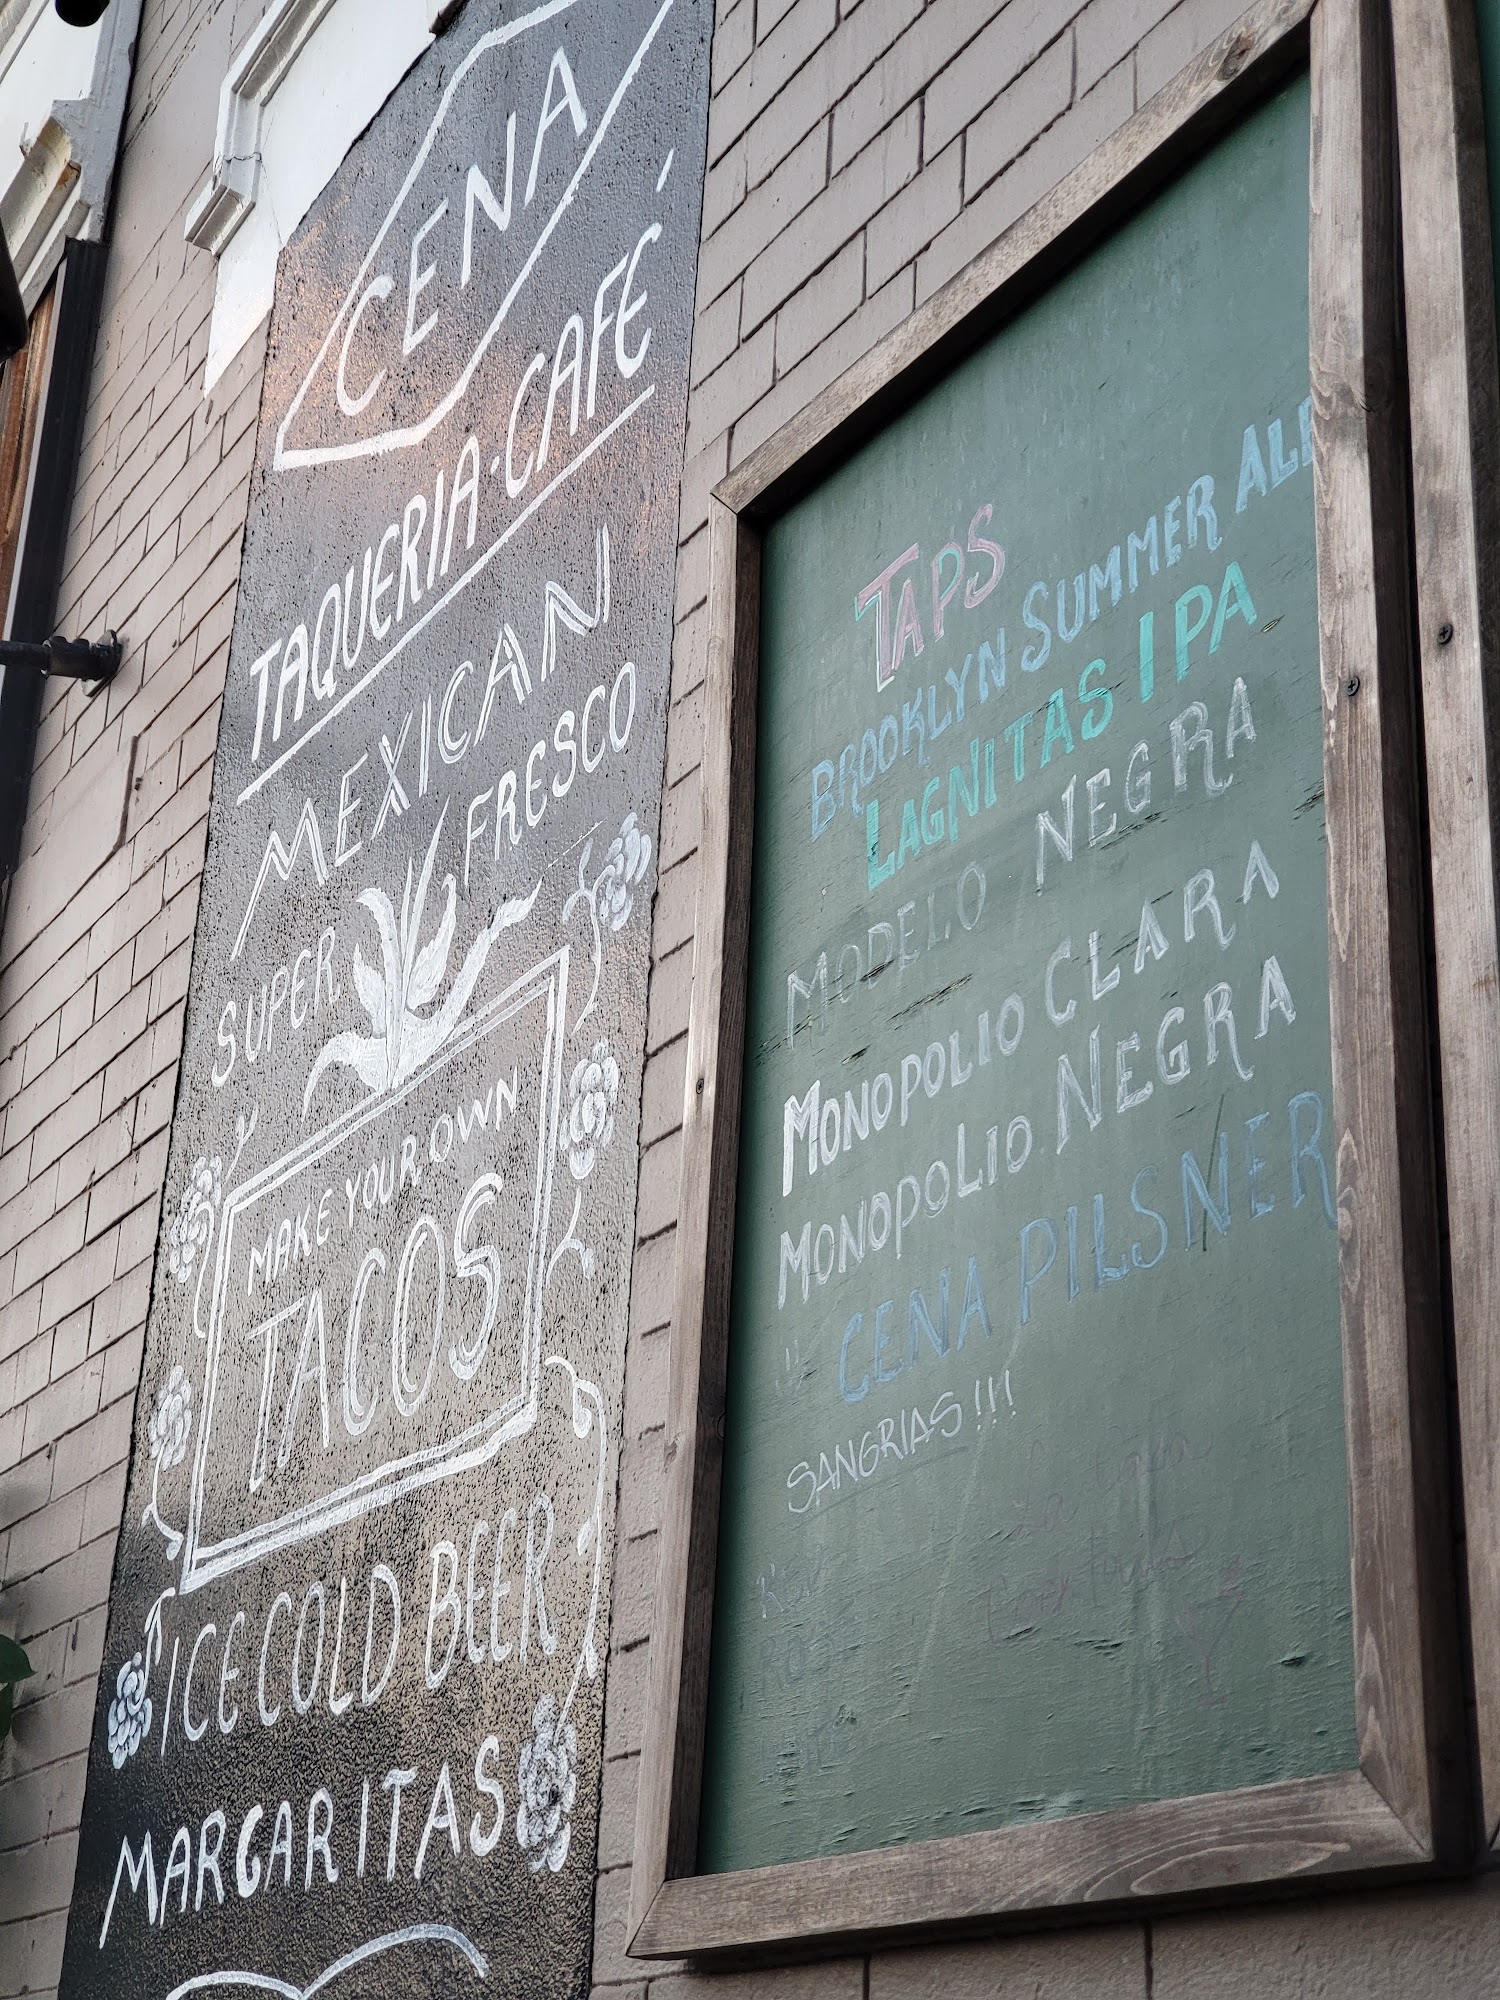 CENA
TAQUERIA · CAFÉ
MEXICAN
SUPER FRESCO
MAKE YOUR OWN
TACOS
ICE COLD BEER
MARGARITAS
TAPS
BROOKLYN SUMMER ALE
LAGNITAS IPA
MODELO NEGRA
MONOPOLIO CLARA
MONOPOLIO NEGRA
CENA PILSNER
SANGRIAS!!!